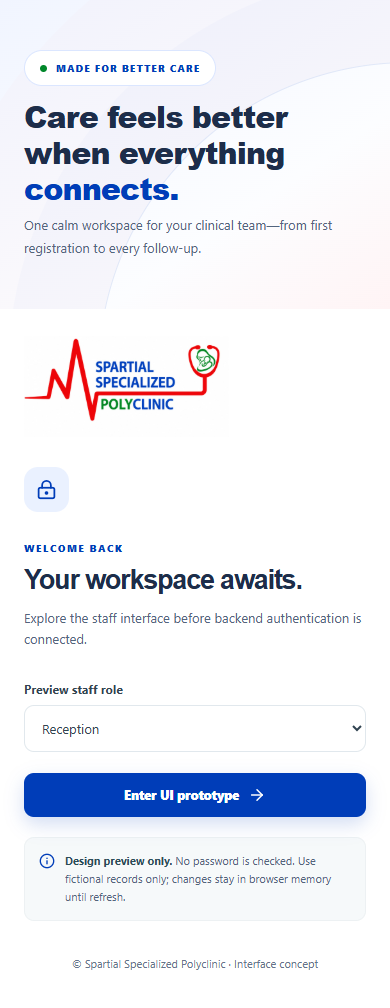 MADE FOR BETTER CARE
Care feels better
when everything
connects.
One calm workspace for your clinical team—from first
registration to every follow-up.
SPARTIAL
SPECIALIZED
POLYCLINIC
WELCOME BACK
Your workspace awaits.
Explore the staff interface before backend authentication is
connected.
Preview staff role
Reception
Enter UI prototype →
Design preview only. No password is checked. Use
fictional records only; changes stay in browser memory
until refresh.
© Spartial Specialized Polyclinic · Interface concept